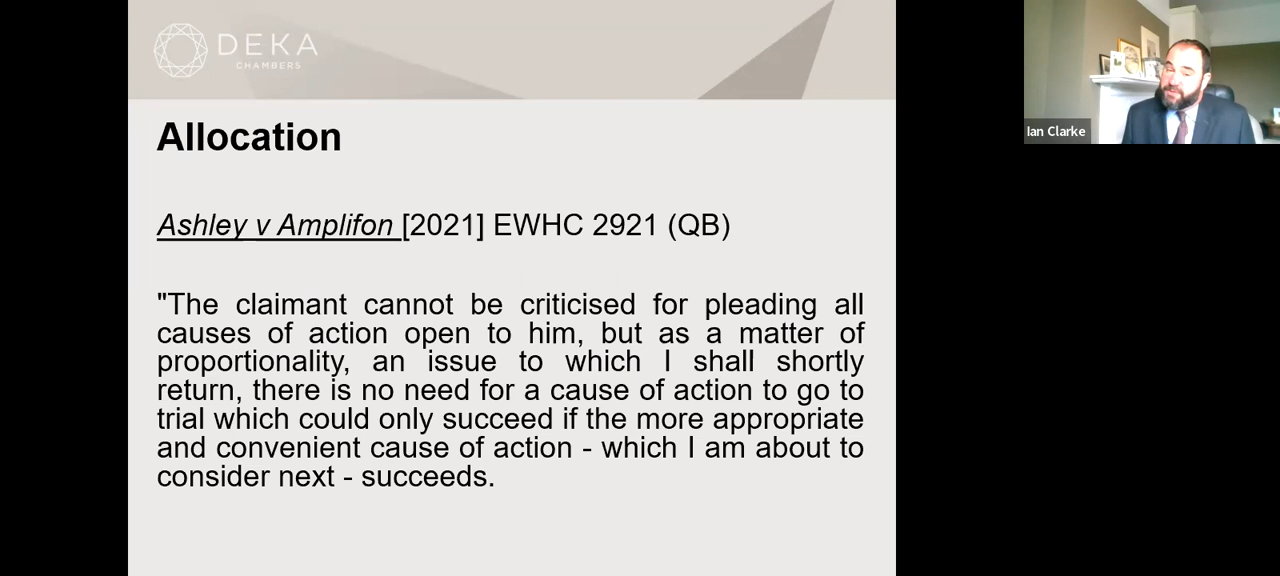 DEKA
CHAMBERS
Allocation
Ashley v Amplifon [2021] EWHC 2921 (QB)
"The claimant cannot be criticised for pleading all
causes of action open to him, but as a matter of
proportionality, an issue to which I shall shortly
return, there is no need for a cause of action to go to
trial which could only succeed if the more appropriate
and convenient cause of action - which I am about to
consider next - succeeds.
Ian Clarke